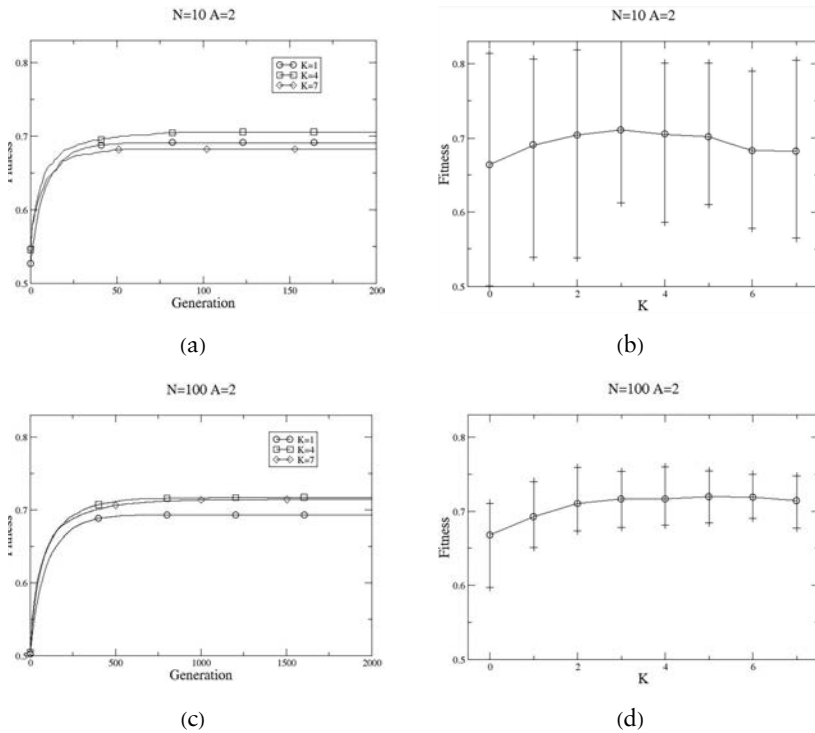 N=10 A=2
0.8
0.7
0.6
0.5
Fitness
K=1
K=4
K=7
0
50
100
150
200
Generation
(a)
N=10 A=2
0.8
0.7
0.6
0.5
Fitness
0
2
4
6
K
(b)
N=100 A=2
0.8
0.7
0.6
0.5
Fitness
K=1
K=4
K=7
0
500
1000
1500
2000
Generation
(c)
N=100 A=2
0.8
0.7
0.6
0.5
Fitness
0
2
4
6
K
(d)